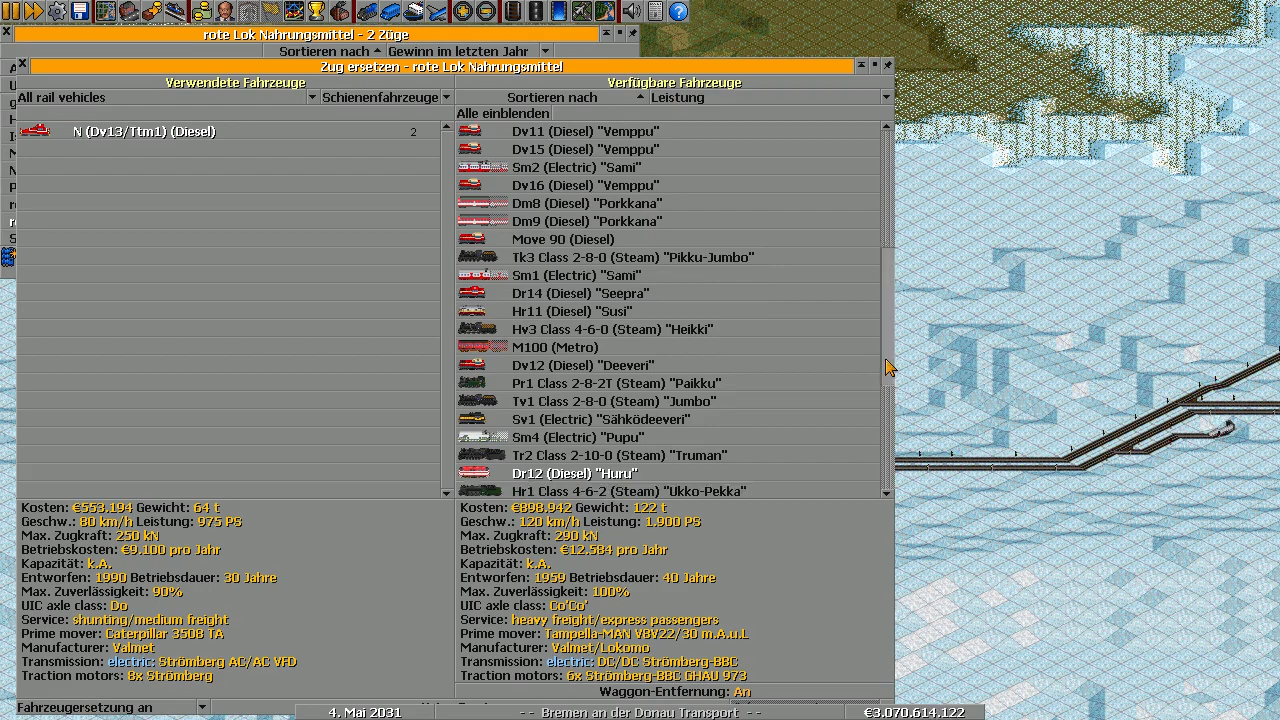 rote Lok Nahrungsmittel - 2 Züge
Sortieren nach Gewinn im letzten Jahr
Zug ersetzen - rote Lok Nahrungsmittel
Verwendete Fahrzeuge Verfügbare Fahrzeuge
All rail vehicles Schienenfahrzeuge Sortieren nach Leistung
Alle einblenden
N (Dv13/Ttm1) (Diesel) 2
Dv11 (Diesel) "Vemppu"
Dv15 (Diesel) "Vemppu"
Sm2 (Electric) "Sami"
Dv16 (Diesel) "Vemppu"
Dm8 (Diesel) "Porkkana"
Dm9 (Diesel) "Porkkana"
Move 90 (Diesel)
Tk3 Class 2-8-0 (Steam) "Pikku-Jumbo"
Sm1 (Electric) "Sami"
Dr14 (Diesel) "Seepra"
Hr11 (Diesel) "Susi"
Hv3 Class 4-6-0 (Steam) "Heikki"
M100 (Metro)
Dv12 (Diesel) "Deeveri"
Pr1 Class 2-8-2T (Steam) "Paikku"
Tv1 Class 2-8-0 (Steam) "Jumbo"
Sv1 (Electric) "Sähködeeveri"
Sm4 (Electric) "Pupu"
Tr2 Class 2-10-0 (Steam) "Truman"
Dr12 (Diesel) "Huru"
Hr1 Class 4-6-2 (Steam) "Ukko-Pekka"
Kosten: €553.194 Gewicht: 64 t
Geschw.: 80 km/h Leistung: 975 PS
Max. Zugkraft: 250 kN
Betriebskosten: €9.100 pro Jahr
Kapazität: k.A.
Entworfen: 1990 Betriebsdauer: 30 Jahre
Max. Zuverlässigkeit: 90%
UIC axle class: Do
Service: shunting/medium freight
Prime mover: Caterpillar 3508 TA
Manufacturer: Valmet
Transmission: electric: Strömberg AC/AC VFD
Traction motors: 8x Strömberg
Kosten: €898.942 Gewicht: 122 t
Geschw.: 120 km/h Leistung: 1.900 PS
Max. Zugkraft: 290 kN
Betriebskosten: €12.584 pro Jahr
Kapazität: k.A.
Entworfen: 1959 Betriebsdauer: 40 Jahre
Max. Zuverlässigkeit: 100%
UIC axle class: Co'Co'
Service: heavy freight/express passengers
Prime mover: Tampella-MAN VBV22/30 m.A.u.L
Manufacturer: Valmet/Lokomo
Transmission: electric: DC/DC Strömberg-BBC
Traction motors: 6x Strömberg-BBC GHAU 973
Waggon-Entfernung: An
Fahrzeugersetzung an
4. Mai 2031 - - Bremen an der Donau Transport - - €3.070.614.122